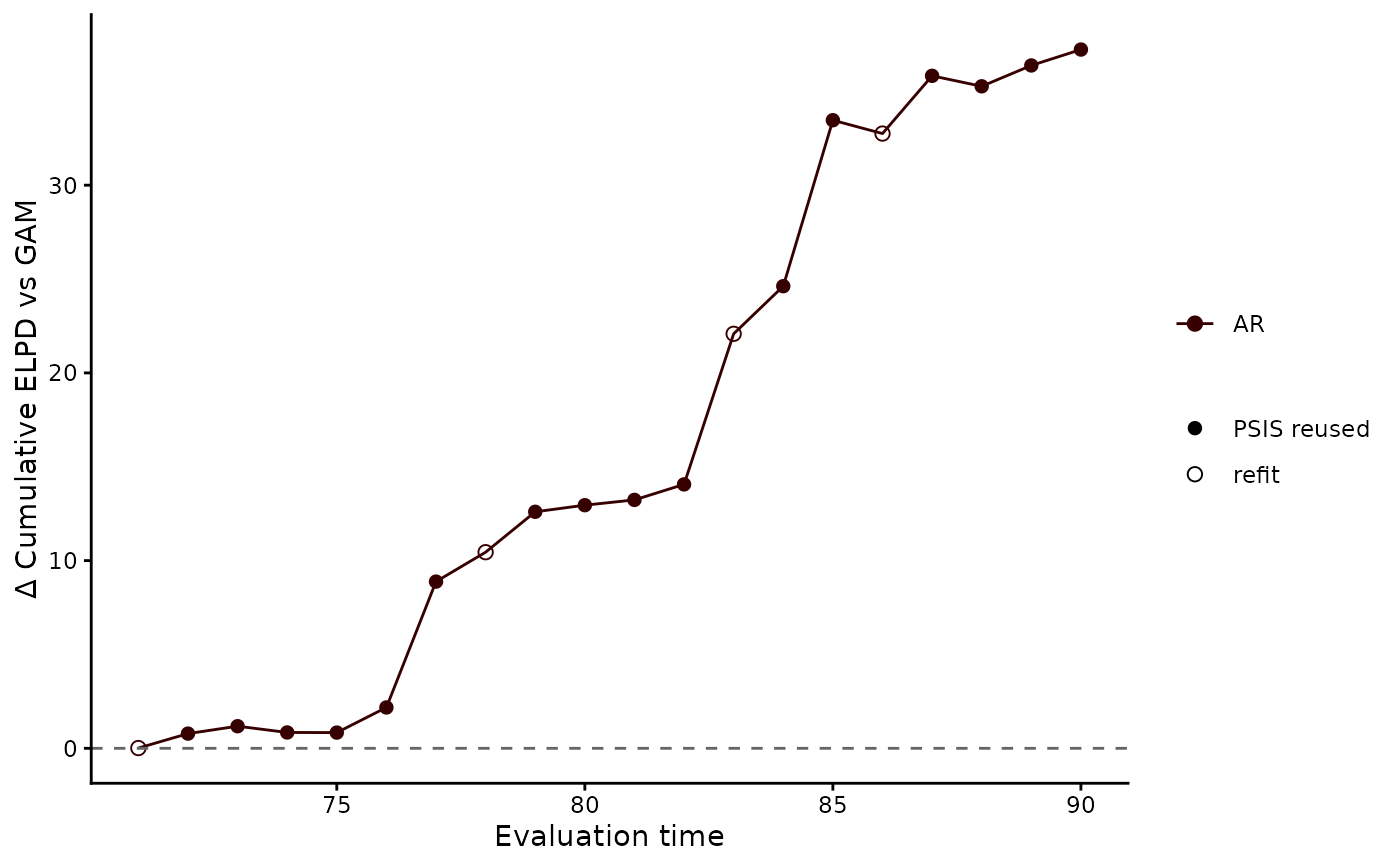 Δ Cumulative ELPD vs GAM
30
20
10
0
75 80 85 90
Evaluation time
AR
PSIS reused
refit